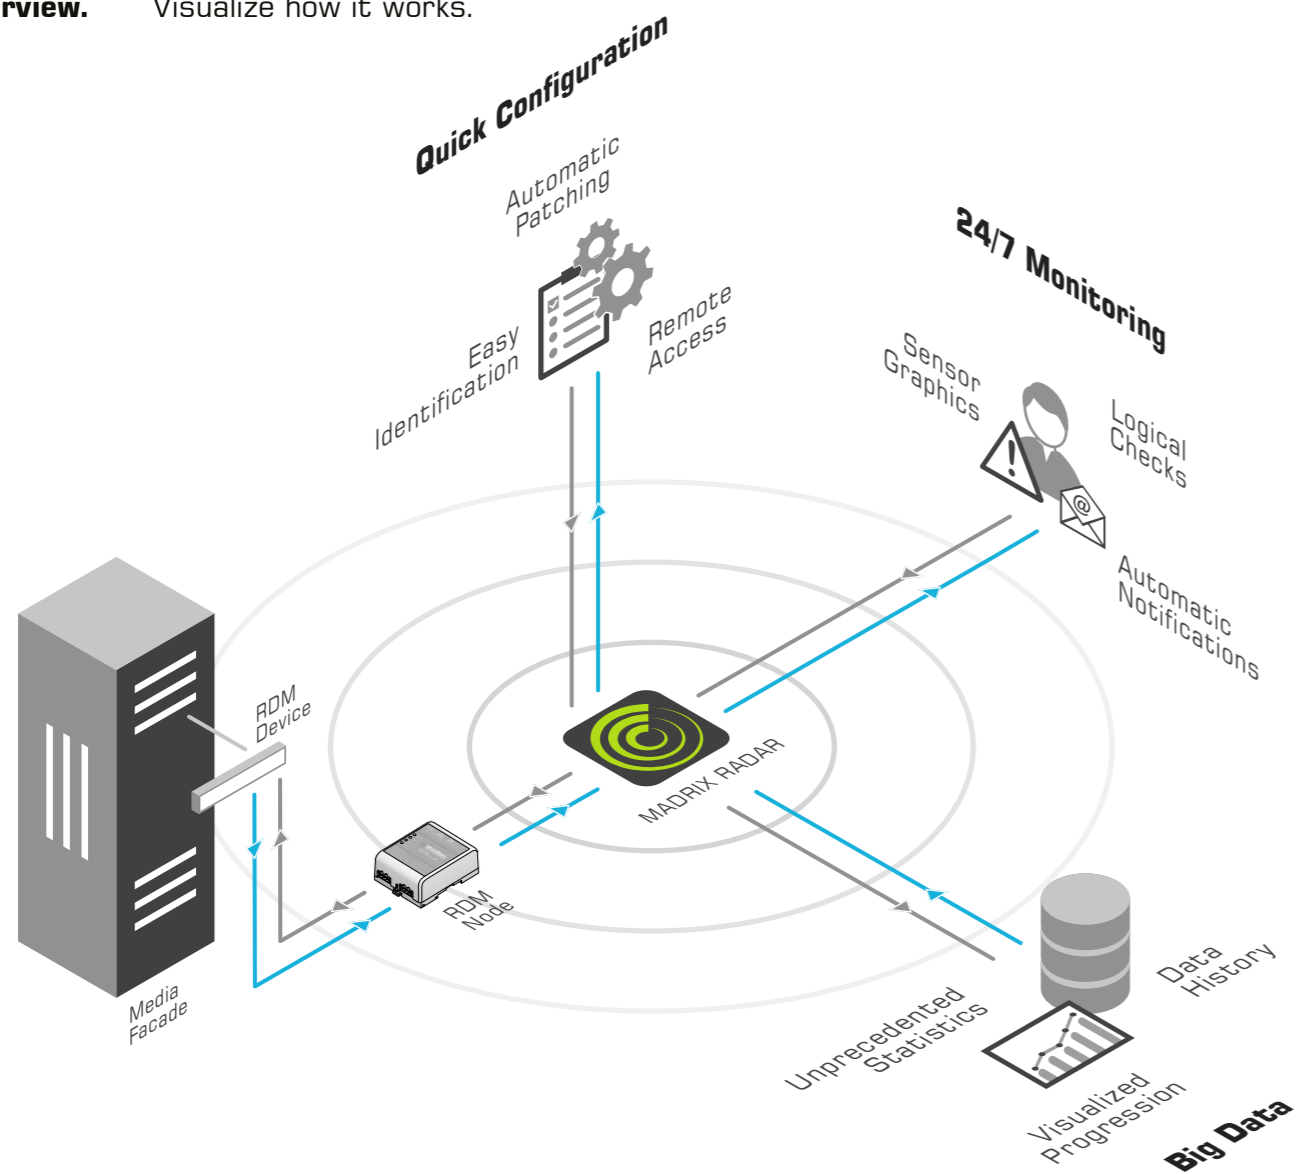 rview. Visualize how it works.
Quick Configuration
Automatic
Patching
Easy
Identification
Remote
Access
24/7 Monitoring
Sensor
Graphics
Logical
Checks
@
Automatic
Notifications
RDM
Device
MADRIX RADAR
RDM
Node
Media
Facade
Data
History
Unprecedented
Statistics
Visualized
Progression
Big Data